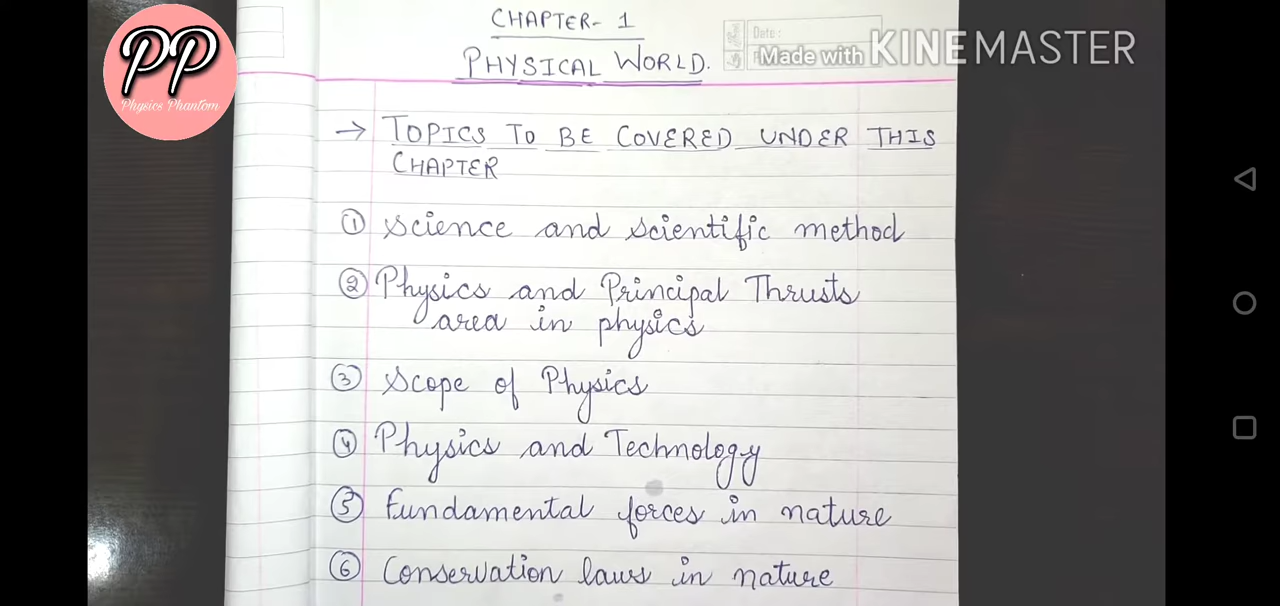 PP
Physics Phantom
CHAPTER- 1
PHYSICAL WORLD.
Date:
Made with KINEMASTER
→ TOPICS TO BE COVERED UNDER THIS
CHAPTER
① Science and scientific method
② Physics and Principal Thrusts
area in physics
③ Scope of Physics
④ Physics and Technology
⑤ Fundamental forces in nature
⑥ Conservation laws in nature